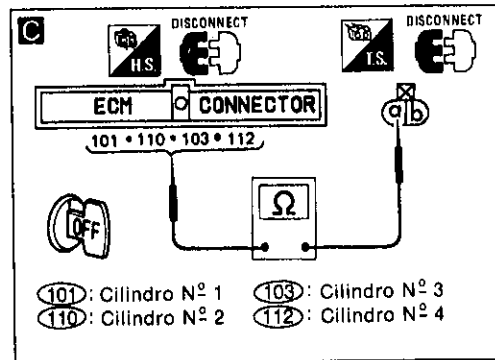 C
DISCONNECT
DISCONNECT
H.S.
T.S.
ECM CONNECTOR
a b
101 • 110 • 103 • 112
OFF
Ω
101: Cilindro Nº 1 103: Cilindro Nº 3
110: Cilindro Nº 2 112: Cilindro Nº 4